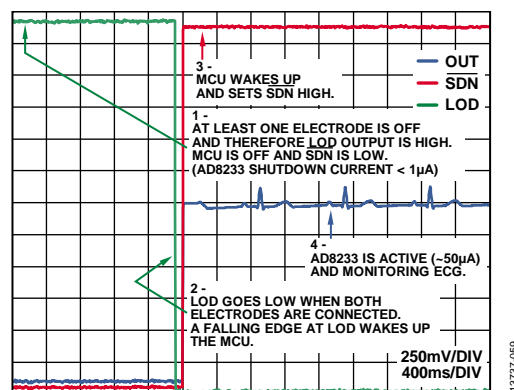 3 -
MCU WAKES UP
AND SETS SDN HIGH.
OUT
SDN
LOD
1 -
AT LEAST ONE ELECTRODE IS OFF
AND THEREFORE LOD OUTPUT IS HIGH.
MCU IS OFF AND SDN IS LOW.
(AD8233 SHUTDOWN CURRENT < 1µA)
4 -
AD8233 IS ACTIVE (~50µA)
AND MONITORING ECG.
2 -
LOD GOES LOW WHEN BOTH
ELECTRODES ARE CONNECTED.
A FALLING EDGE AT LOD WAKES UP
THE MCU.
250mV/DIV
400ms/DIV